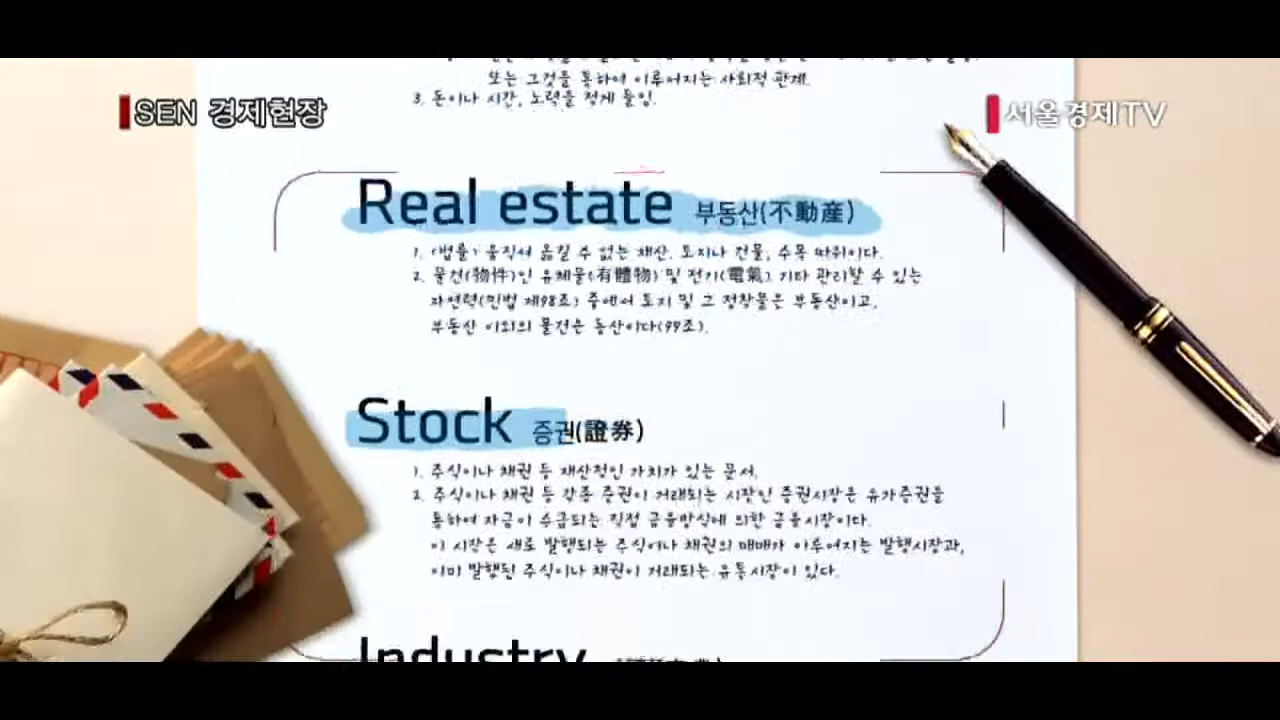 또는 그것을 통하여 이루어지는 사회적 관계.
3. 돈이나 시간, 노력을 적게 들임.
SEN 경제현장
서울경제TV
Real estate 부동산(不動産)
1. <법률> 움직여 옮길 수 없는 재산. 토지나 건물, 수목 따위이다.
2. 물건(物件)인 유체물(有體物) 및 전기(電氣) 기타 관리할 수 있는
자연력(민법 제98조) 중에서 토지 및 그 정착물은 부동산이고,
부동산 이외의 물건은 동산이다(99조).
Stock 증권(證券)
1. 주식이나 채권 등 재산적인 가치가 있는 문서.
2. 주식이나 채권 등 각종 증권이 거래되는 시장인 증권시장은 유가증권을
통하여 자금이 수급되는 직접 금융방식에 의한 금융시장이다.
이 시장은 새로 발행되는 주식이나 채권의 매매가 이루어지는 발행시장과,
이미 발행된 주식이나 채권이 거래되는 유통시장이 있다.
Industry